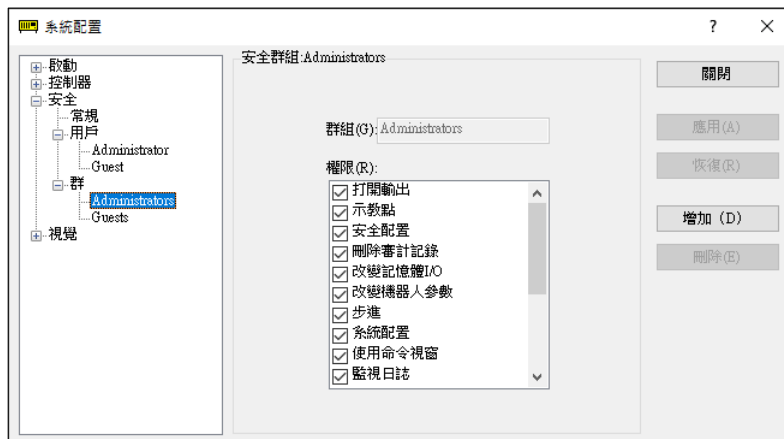 系統配置
啟動
控制器
安全
常規
用戶
Administrator
Guest
群
Administrators
Guests
視覺
安全群組:Administrators
群組(G): Administrators
權限(R):
打開輸出
示教點
安全配置
刪除審計記錄
改變記憶體I/O
改變機器人參數
步進
系統配置
使用命令視窗
監視日誌
關閉
應用(A)
恢復(R)
增加 (D)
刪除(E)